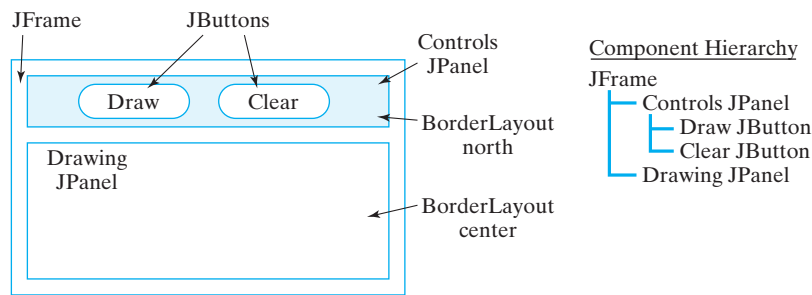 JFrame
JButtons
Controls
JPanel
Draw
Clear
BorderLayout
north
Drawing
JPanel
BorderLayout
center
Component Hierarchy
JFrame
Controls JPanel
Draw JButton
Clear JButton
Drawing JPanel